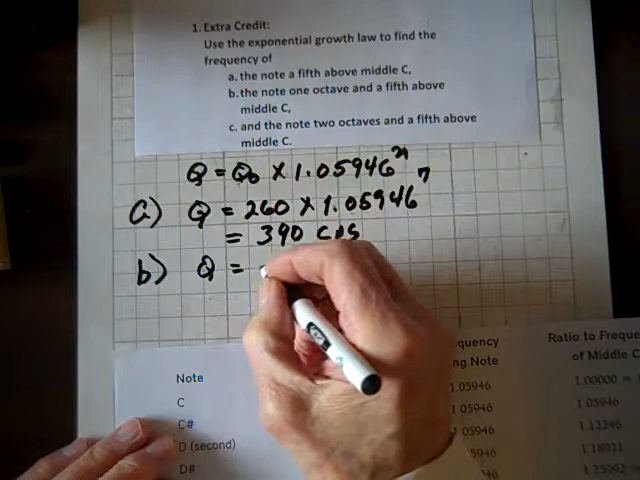 1. Extra Credit:
Use the exponential growth law to find the
frequency of
a. the note a fifth above middle C,
b. the note one octave and a fifth above
middle C,
c. and the note two octaves and a fifth above
middle C.
Q = Q₀ × 1.05946ⁿ
a) Q = 260 × 1.05946⁷
= 390 cps
b) Q =
Ratio to Freque
of Middle C
ng Note
Note
1.05946
1.00000 =
C
1.05946
C#
05946
1.12246
D (second)
5946
1.18921
D#
1.25992